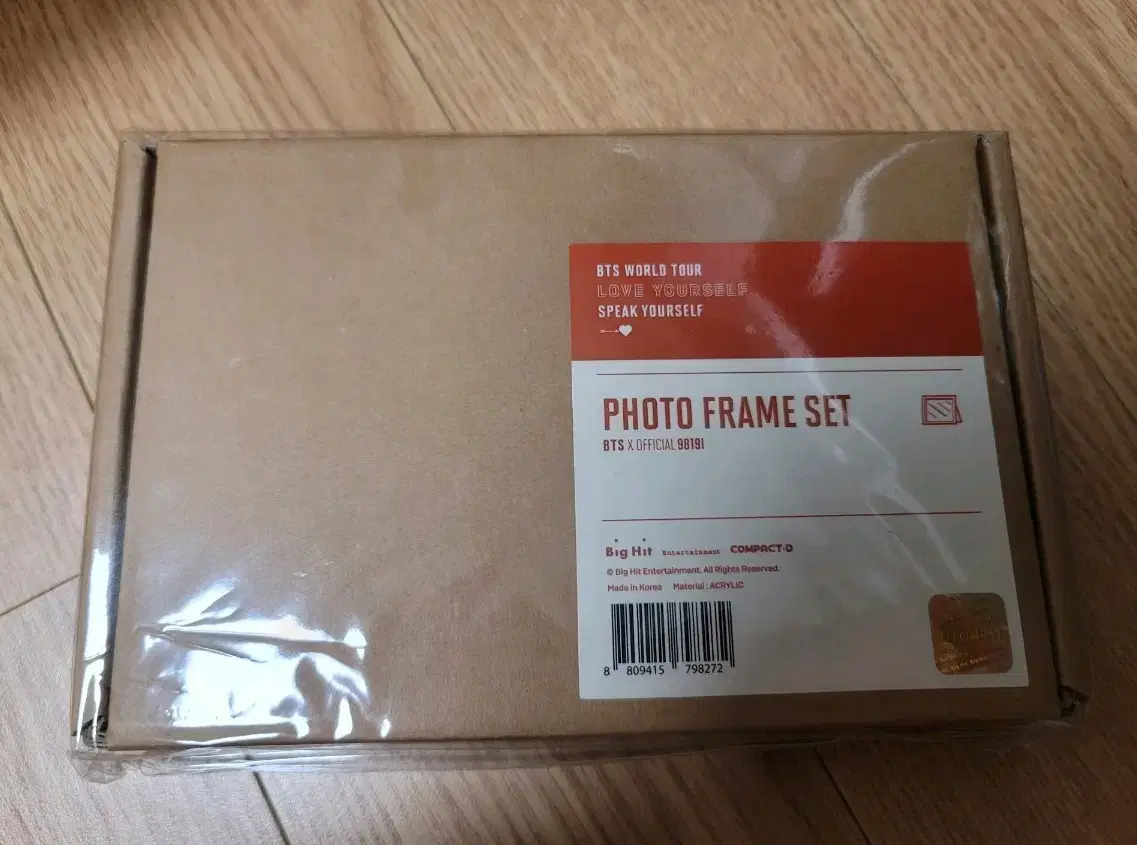 BTS WORLD TOUR
LOVE YOURSELF
SPEAK YOURSELF
PHOTO FRAME SET
BTS X OFFICIAL 98191
Big Hit Entertainment COMPACT·D
© Big Hit Entertainment. All Rights Reserved.
Made in Korea Material : ACRYLIC
8 809415 798272